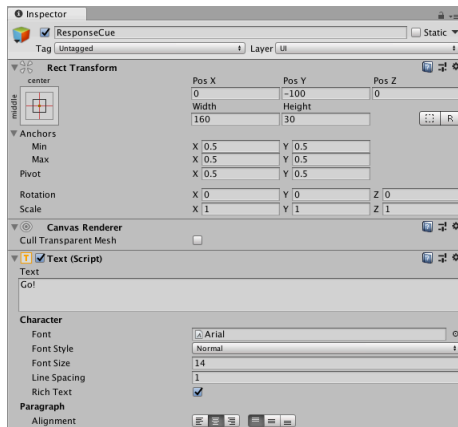 Inspector
ResponseCue Static
Tag Untagged Layer UI
Rect Transform
center Pos X Pos Y Pos Z
middle 0 -100 0
Width Height
160 30 R
Anchors
Min X 0.5 Y 0.5
Max X 0.5 Y 0.5
Pivot X 0.5 Y 0.5
Rotation X 0 Y 0 Z 0
Scale X 1 Y 1 Z 1
Canvas Renderer
Cull Transparent Mesh
T Text (Script)
Text
Go!
Character
Font A Arial
Font Style Normal
Font Size 14
Line Spacing 1
Rich Text
Paragraph
Alignment